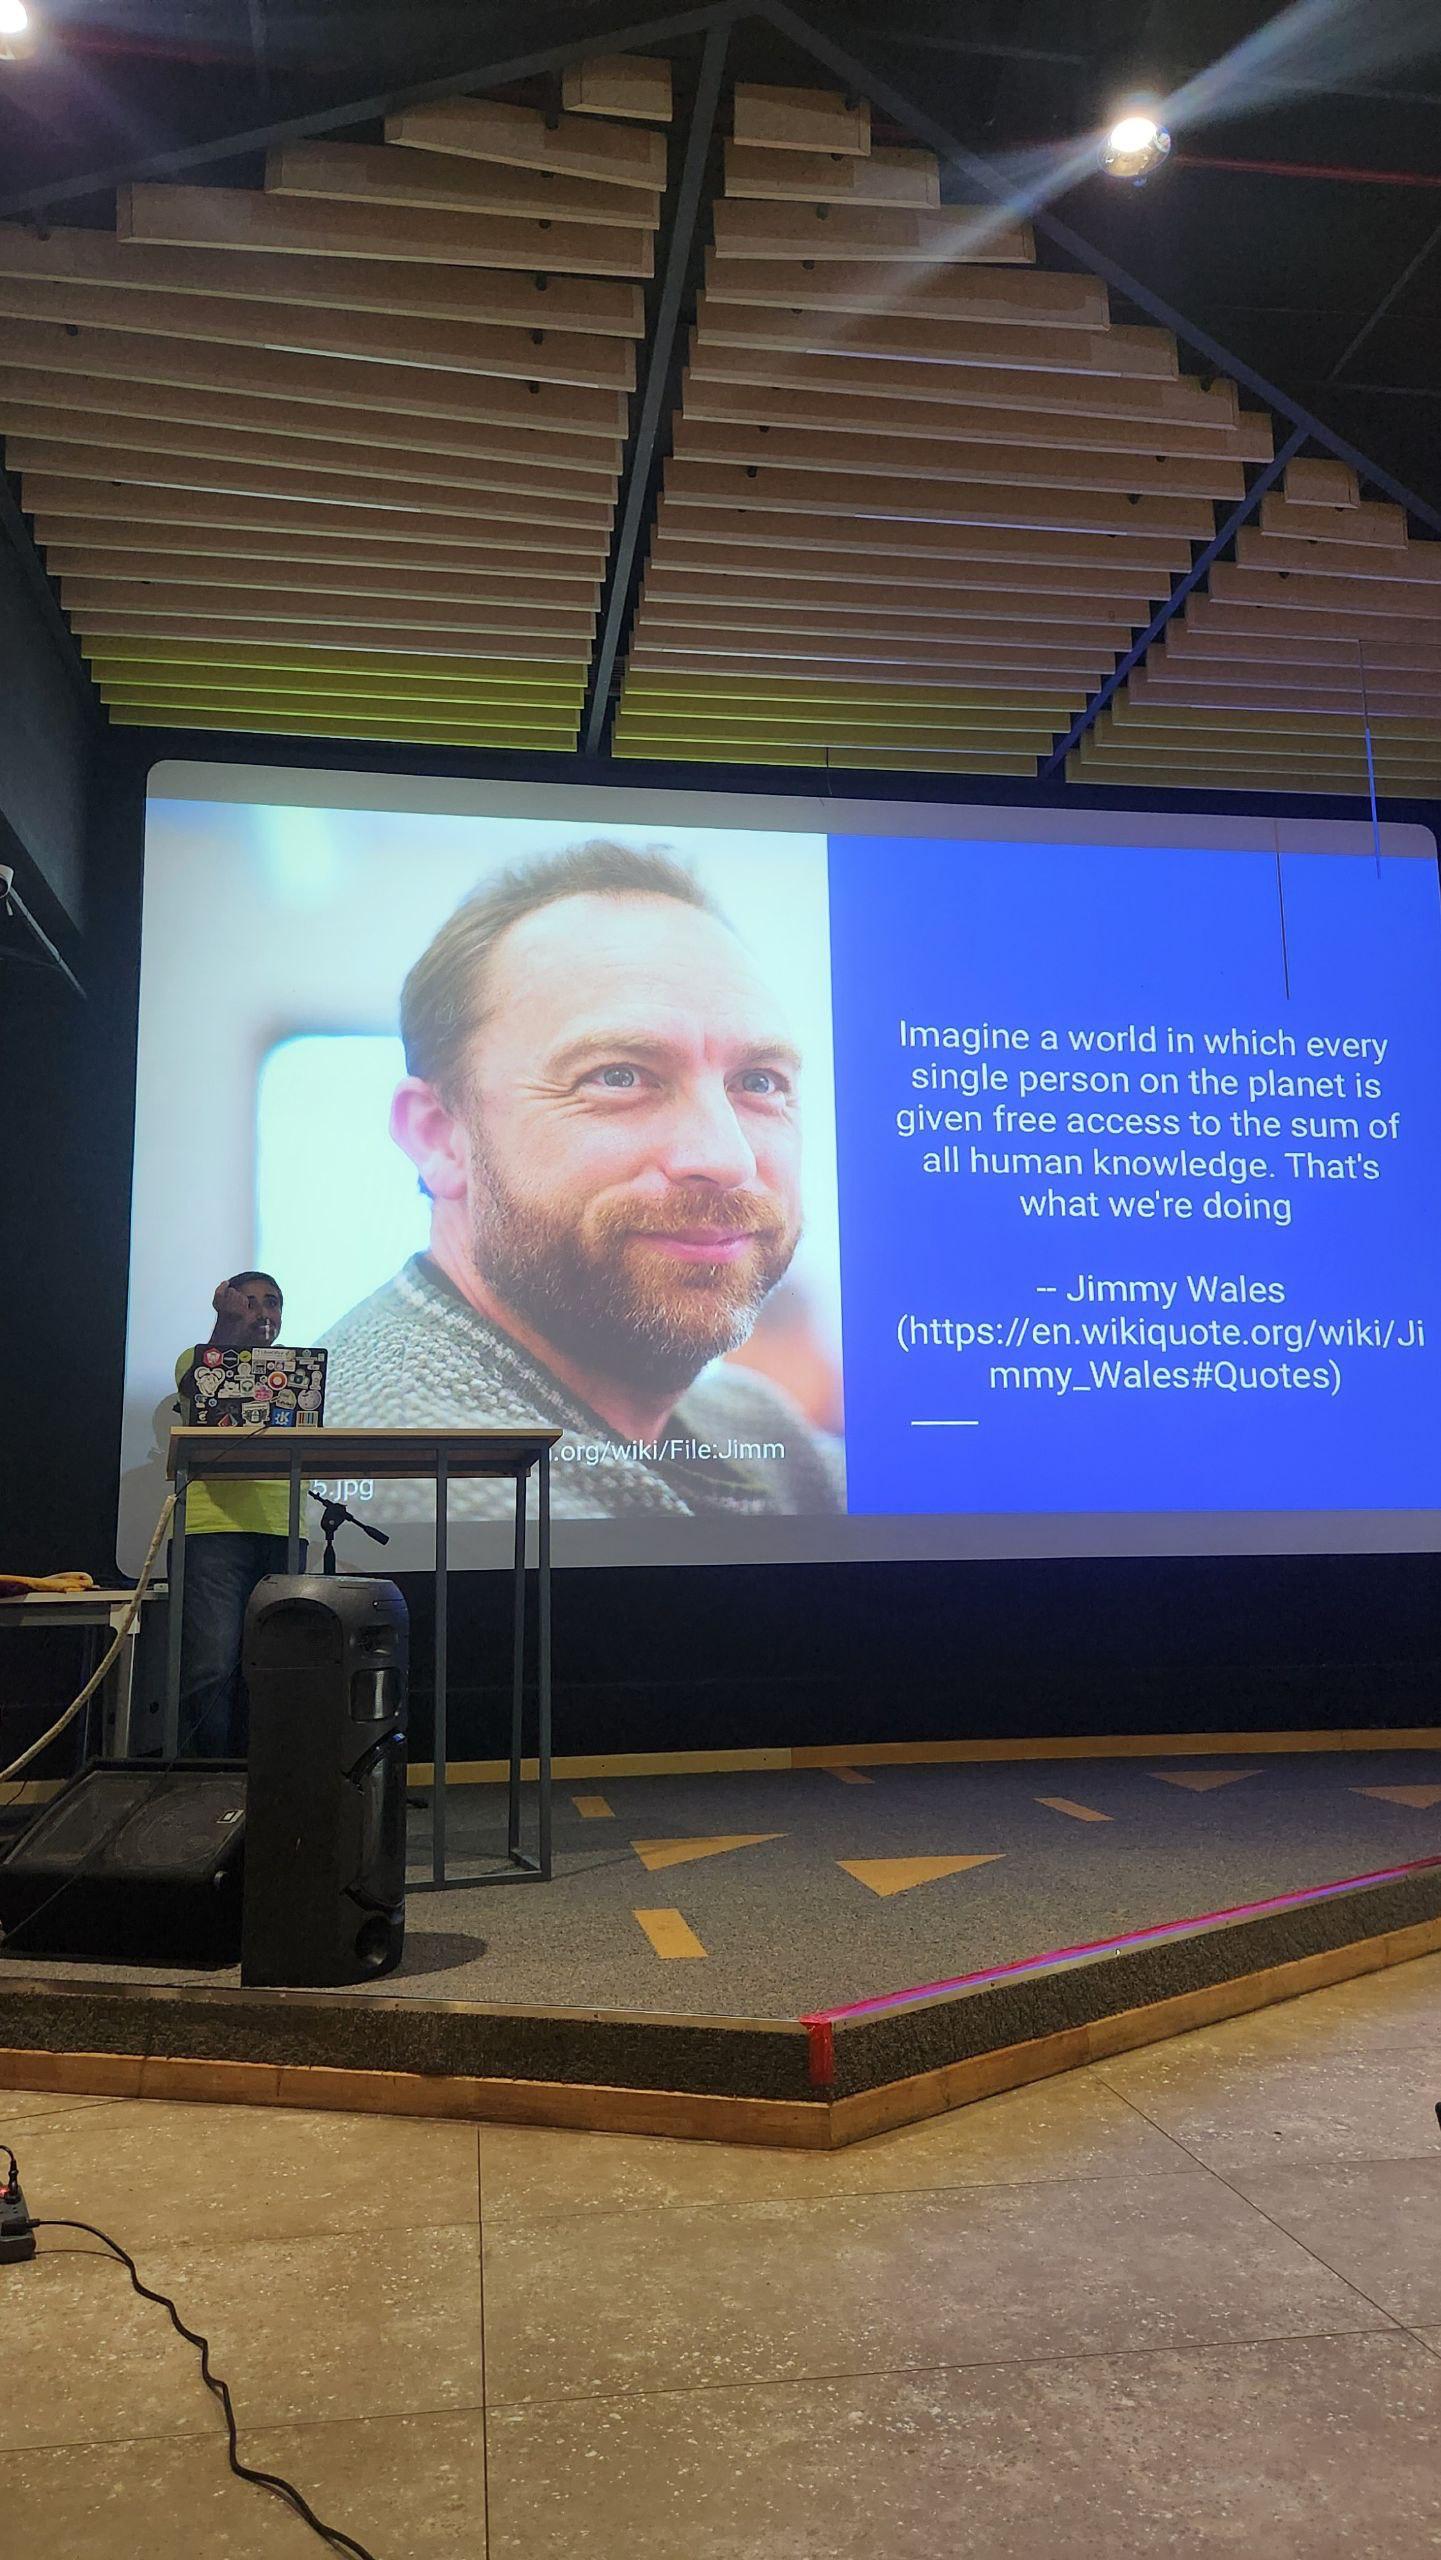 Imagine a world in which every
single person on the planet is
given free access to the sum of
all human knowledge. That's
what we're doing
-- Jimmy Wales
(https://en.wikiquote.org/wiki/Ji
mmy_Wales#Quotes)
.org/wiki/File:Jimm
5.jpg